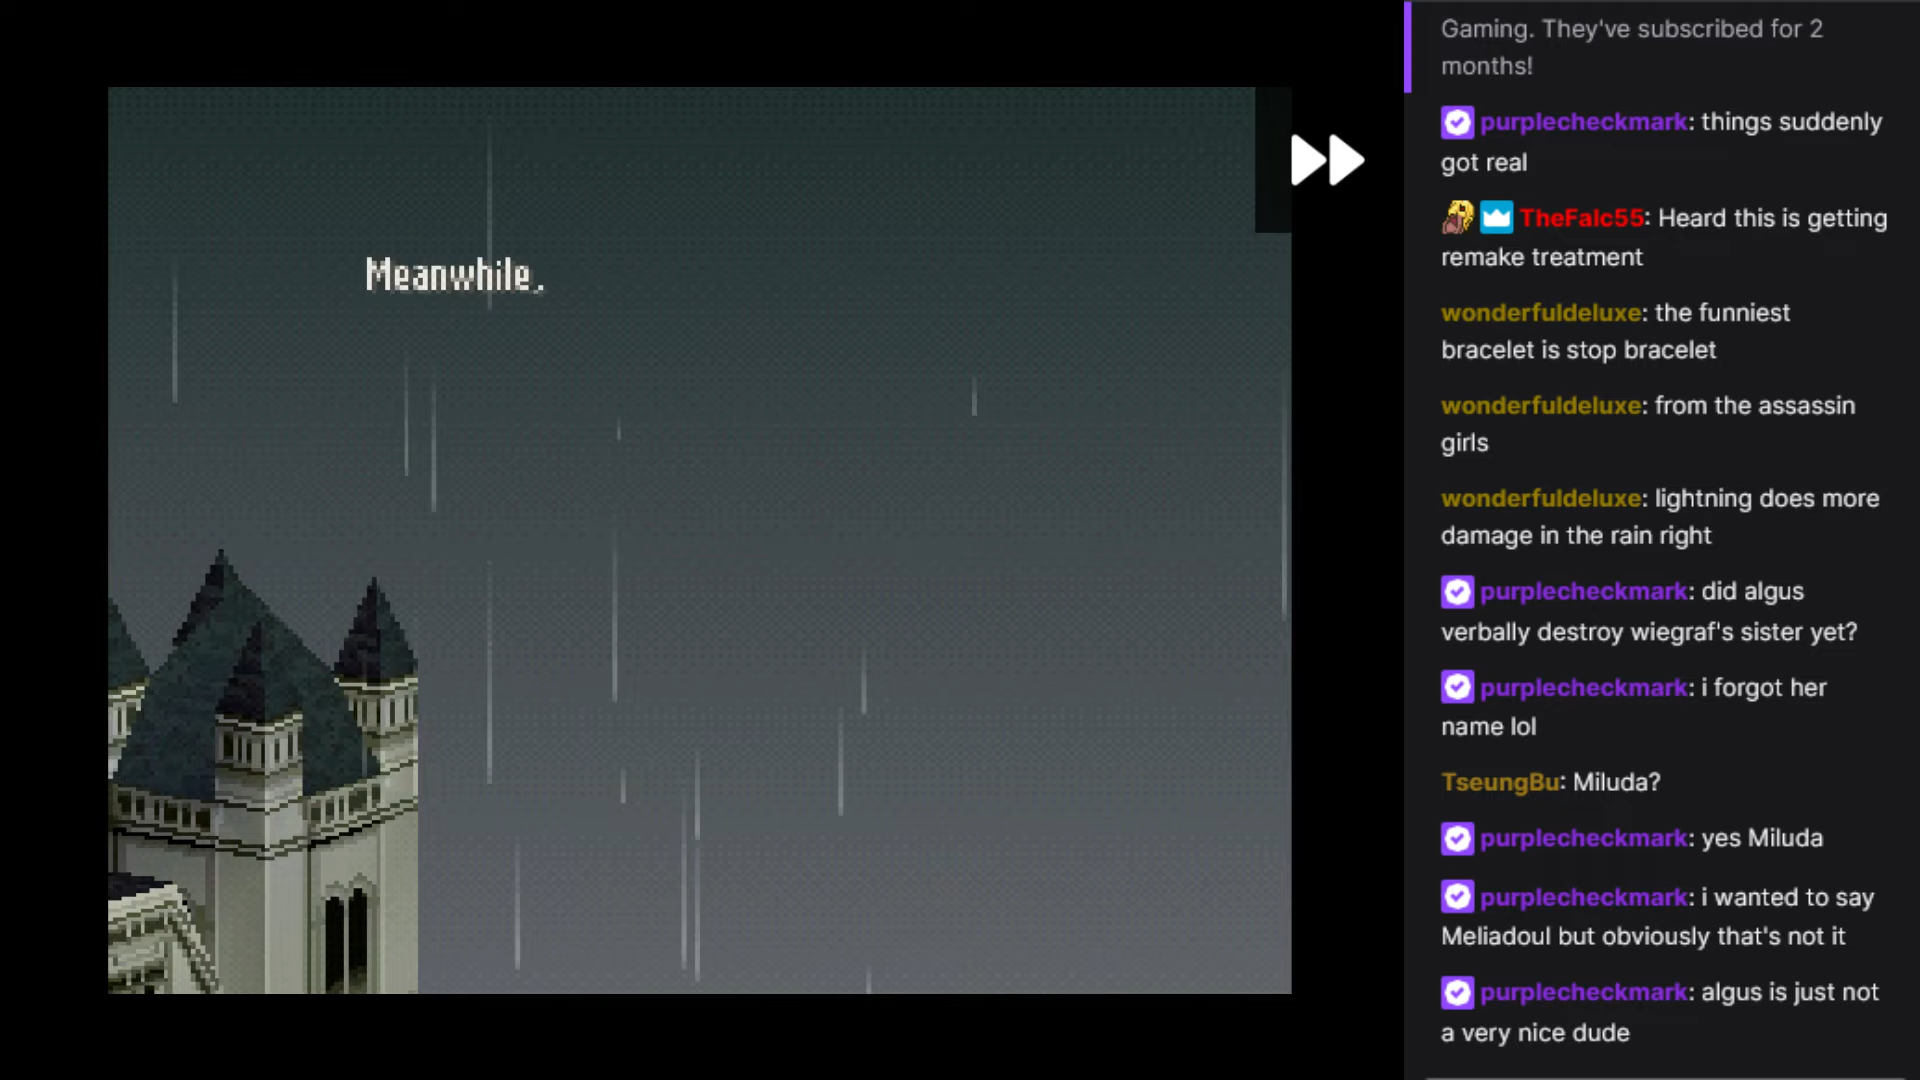 Meanwhile.
Gaming. They've subscribed for 2
months!
purplecheckmark: things suddenly
got real
TheFalc55: Heard this is getting
remake treatment
wonderfuldeluxe: the funniest
bracelet is stop bracelet
wonderfuldeluxe: from the assassin
girls
wonderfuldeluxe: lightning does more
damage in the rain right
purplecheckmark: did algus
verbally destroy wiegraf's sister yet?
purplecheckmark: i forgot her
name lol
TseungBu: Miluda?
purplecheckmark: yes Miluda
purplecheckmark: i wanted to say
Meliadoul but obviously that's not it
purplecheckmark: algus is just not
a very nice dude